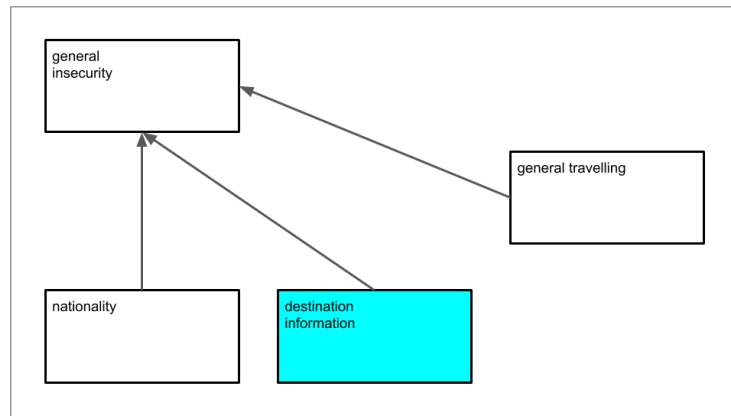 general
insecurity
general travelling
nationality
destination
information